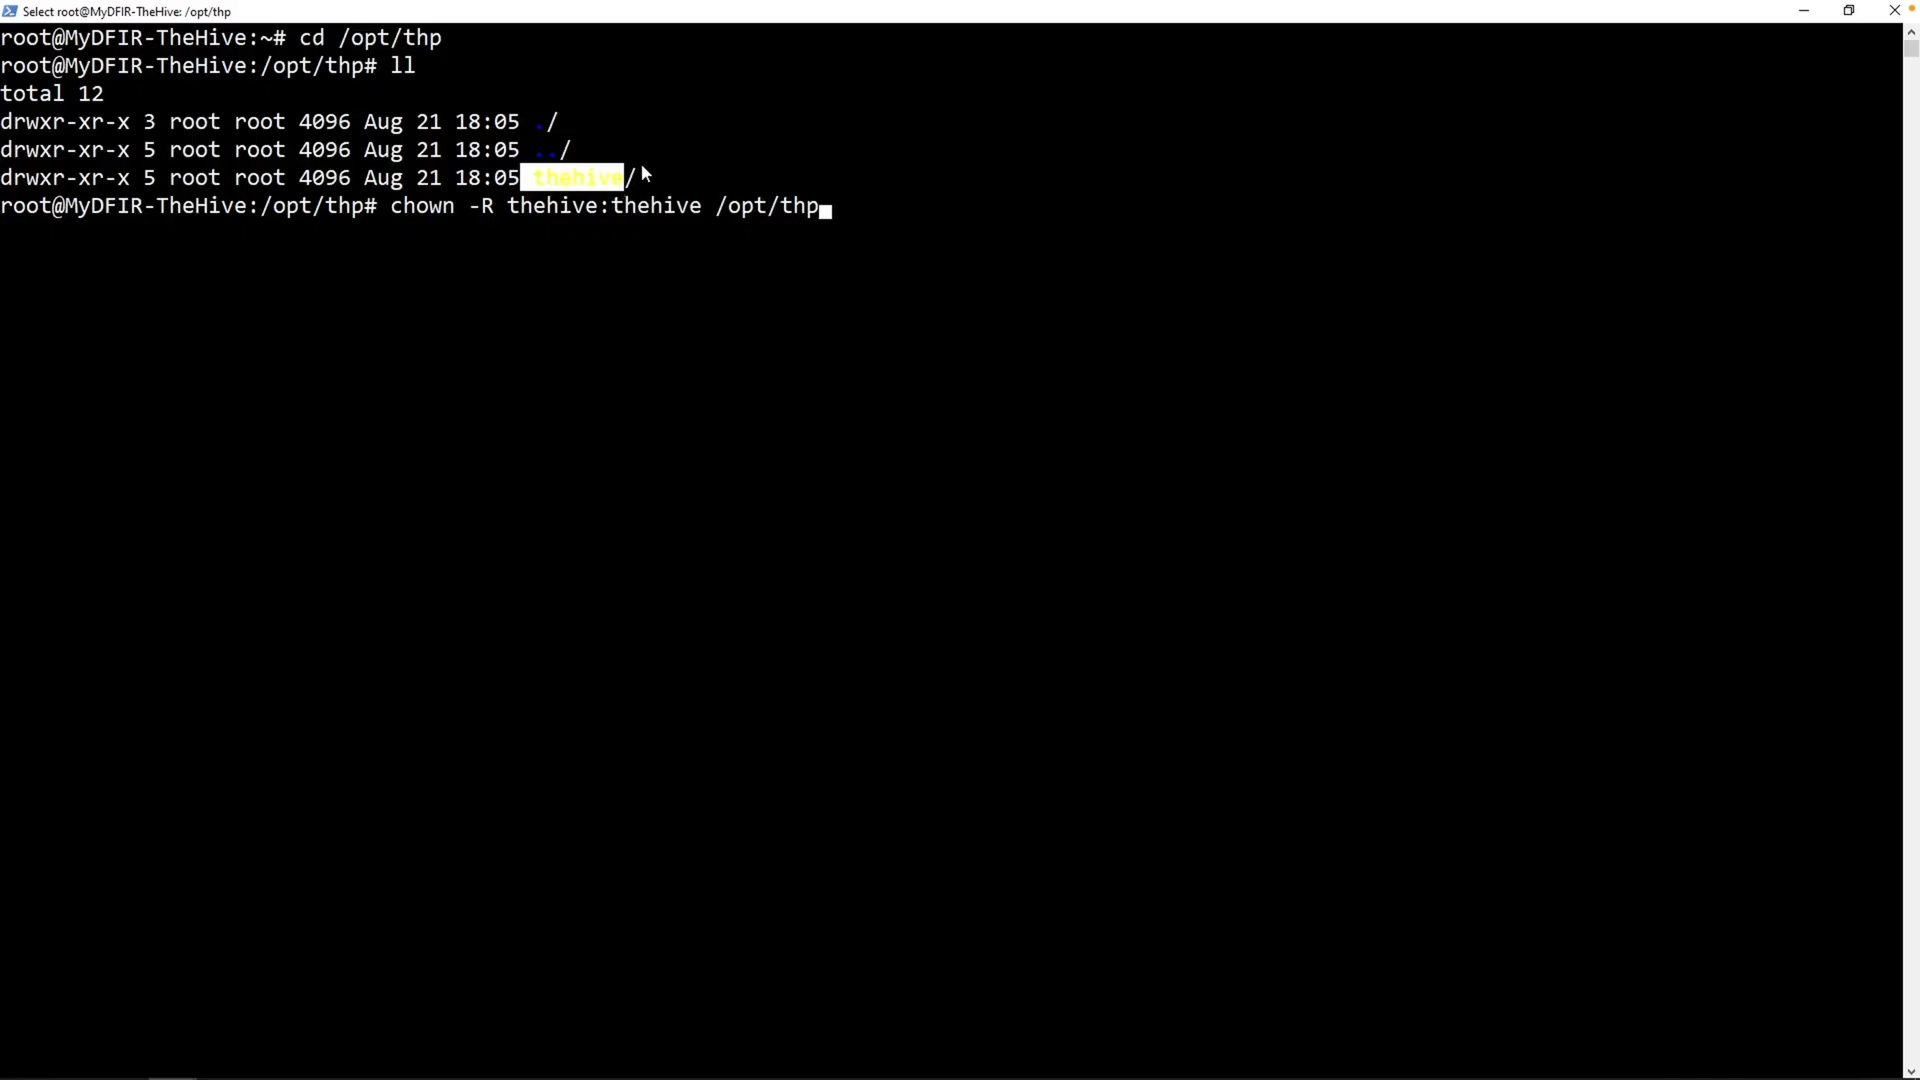 Select root@MyDFIR-TheHive: /opt/thp
root@MyDFIR-TheHive:~# cd /opt/thp
root@MyDFIR-TheHive:/opt/thp# ll
total 12
drwxr-xr-x 3 root root 4096 Aug 21 18:05 ./
drwxr-xr-x 5 root root 4096 Aug 21 18:05 ../
drwxr-xr-x 5 root root 4096 Aug 21 18:05 thehive/
root@MyDFIR-TheHive:/opt/thp# chown -R thehive:thehive /opt/thp